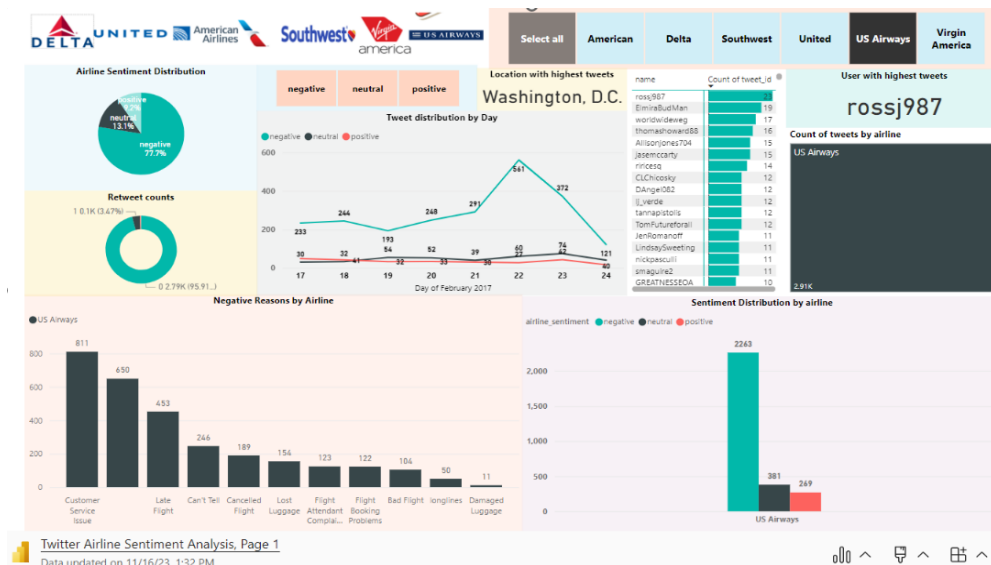 DELTA
UNITED
American Airlines
Southwest
Virgin america
US AIRWAYS
Select all
American
Delta
Southwest
United
US Airways
Virgin America
Airline Sentiment Distribution
positive
9.2%
neutral
13.1%
negative
77.7%
negative
neutral
positive
Location with highest tweets
Washington, D.C.
name Count of tweet_id
rossj987 23
ElmiraBudMan 19
worldwideweg 17
thomashoward88 16
Allisonjones704 15
jasemccarty 15
riricesq 14
CLChicosky 12
DAngel082 12
lj_verde 12
tannapistolis 12
TomFutureforall 12
JenRomanoff 11
LindsaySweeting 11
nickpasculli 11
smaguire2 11
GREATNESSEOA 10
User with highest tweets
rossj987
Count of tweets by airline
US Airways
2.91K
Tweet distribution by Day
negative neutral positive
600
400
200
0
233
244
193
248
291
561
372
121
30
32
41
54
32
52
33
39
30
60
27
74
62
40
17 18 19 20 21 22 23 24
Day of February 2017
Retweet counts
1 0.1K (3.47%)
0 2.79K (95.91...)
Negative Reasons by Airline
US Airways
800
600
400
200
0
811
650
453
246
189
154
123
122
104
50
11
Customer Service Issue
Late Flight
Can't Tell
Cancelled Flight
Lost Luggage
Flight Attendant Complai...
Flight Booking Problems
Bad Flight
longlines
Damaged Luggage
Sentiment Distribution by airline
airline_sentiment negative neutral positive
2,000
1,500
1,000
500
0
2263
381
269
US Airways
Twitter Airline Sentiment Analysis, Page 1
Data updated on 11/16/23, 1:32 PM